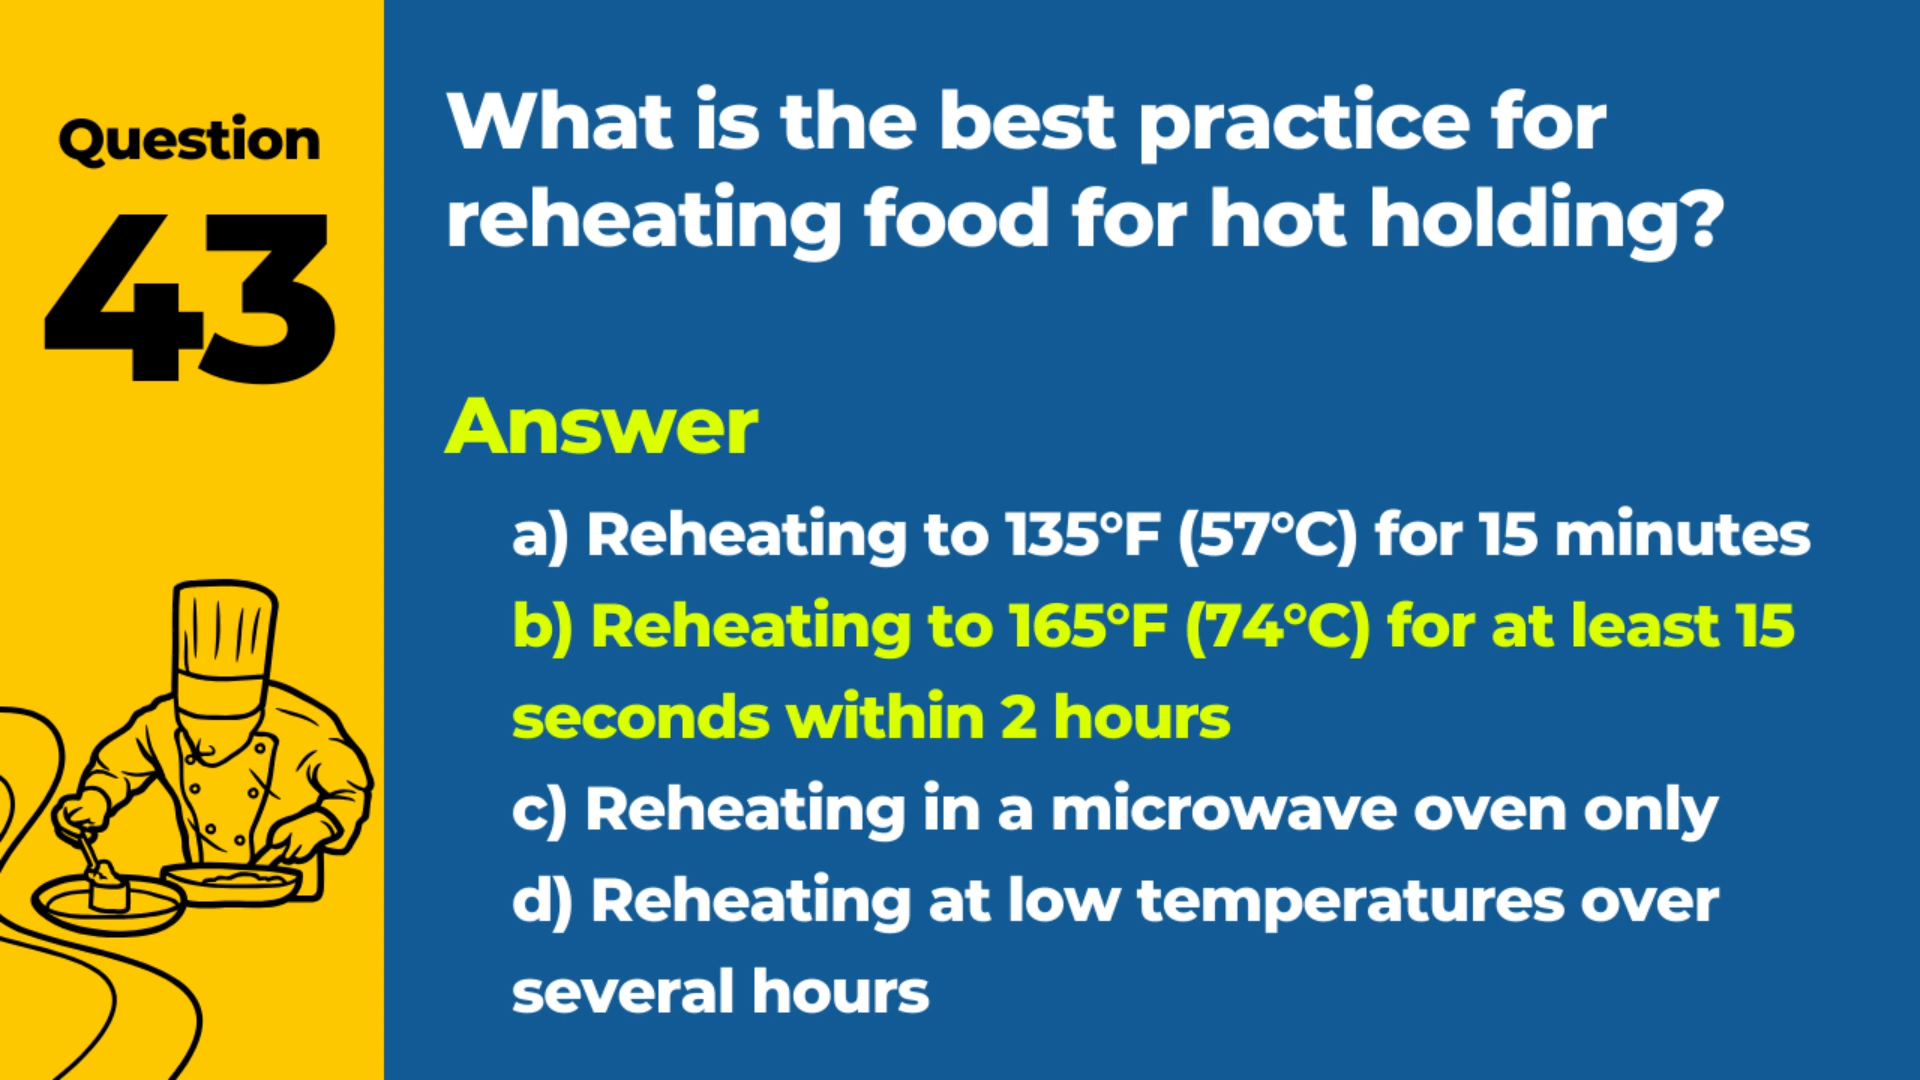 Question
43
What is the best practice for
reheating food for hot holding?
Answer
a) Reheating to 135°F (57°C) for 15 minutes
b) Reheating to 165°F (74°C) for at least 15
seconds within 2 hours
c) Reheating in a microwave oven only
d) Reheating at low temperatures over
several hours